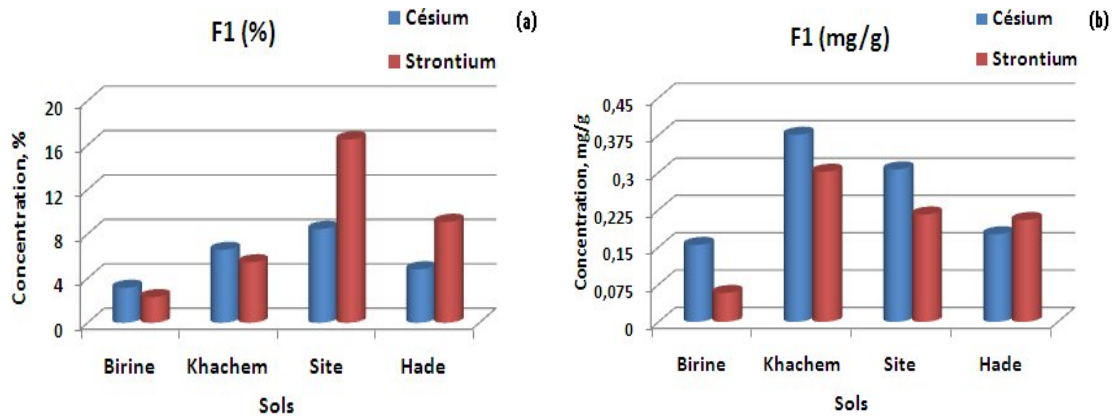 F1 (%)
Césium
Strontium
(a)
Concentration, %
20
16
12
8
4
0
Birine
Khachem
Site
Hade
Sols
F1 (mg/g)
Césium
Strontium
(b)
Concentration, mg/g
0,45
0,375
0,3
0,225
0,15
0,075
0
Birine
Khachem
Site
Hade
Sols